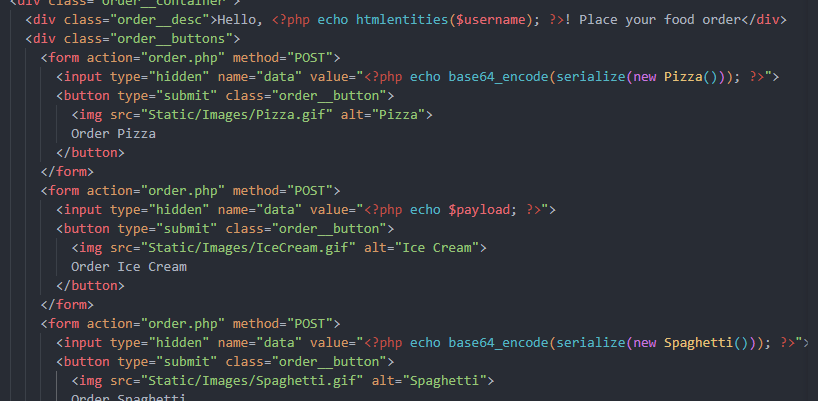 <div class="order__container">
<div class="order__desc">Hello, <?php echo htmlentities($username); ?>! Place your food order</div>
<div class="order__buttons">
<form action="order.php" method="POST">
<input type="hidden" name="data" value="<?php echo base64_encode(serialize(new Pizza())); ?>">
<button type="submit" class="order__button">
<img src="Static/Images/Pizza.gif" alt="Pizza">
Order Pizza
</button>
</form>
<form action="order.php" method="POST">
<input type="hidden" name="data" value="<?php echo $payload; ?>">
<button type="submit" class="order__button">
<img src="Static/Images/IceCream.gif" alt="Ice Cream">
Order Ice Cream
</button>
</form>
<form action="order.php" method="POST">
<input type="hidden" name="data" value="<?php echo base64_encode(serialize(new Spaghetti())); ?>">
<button type="submit" class="order__button">
<img src="Static/Images/Spaghetti.gif" alt="Spaghetti">
Order Spaghetti